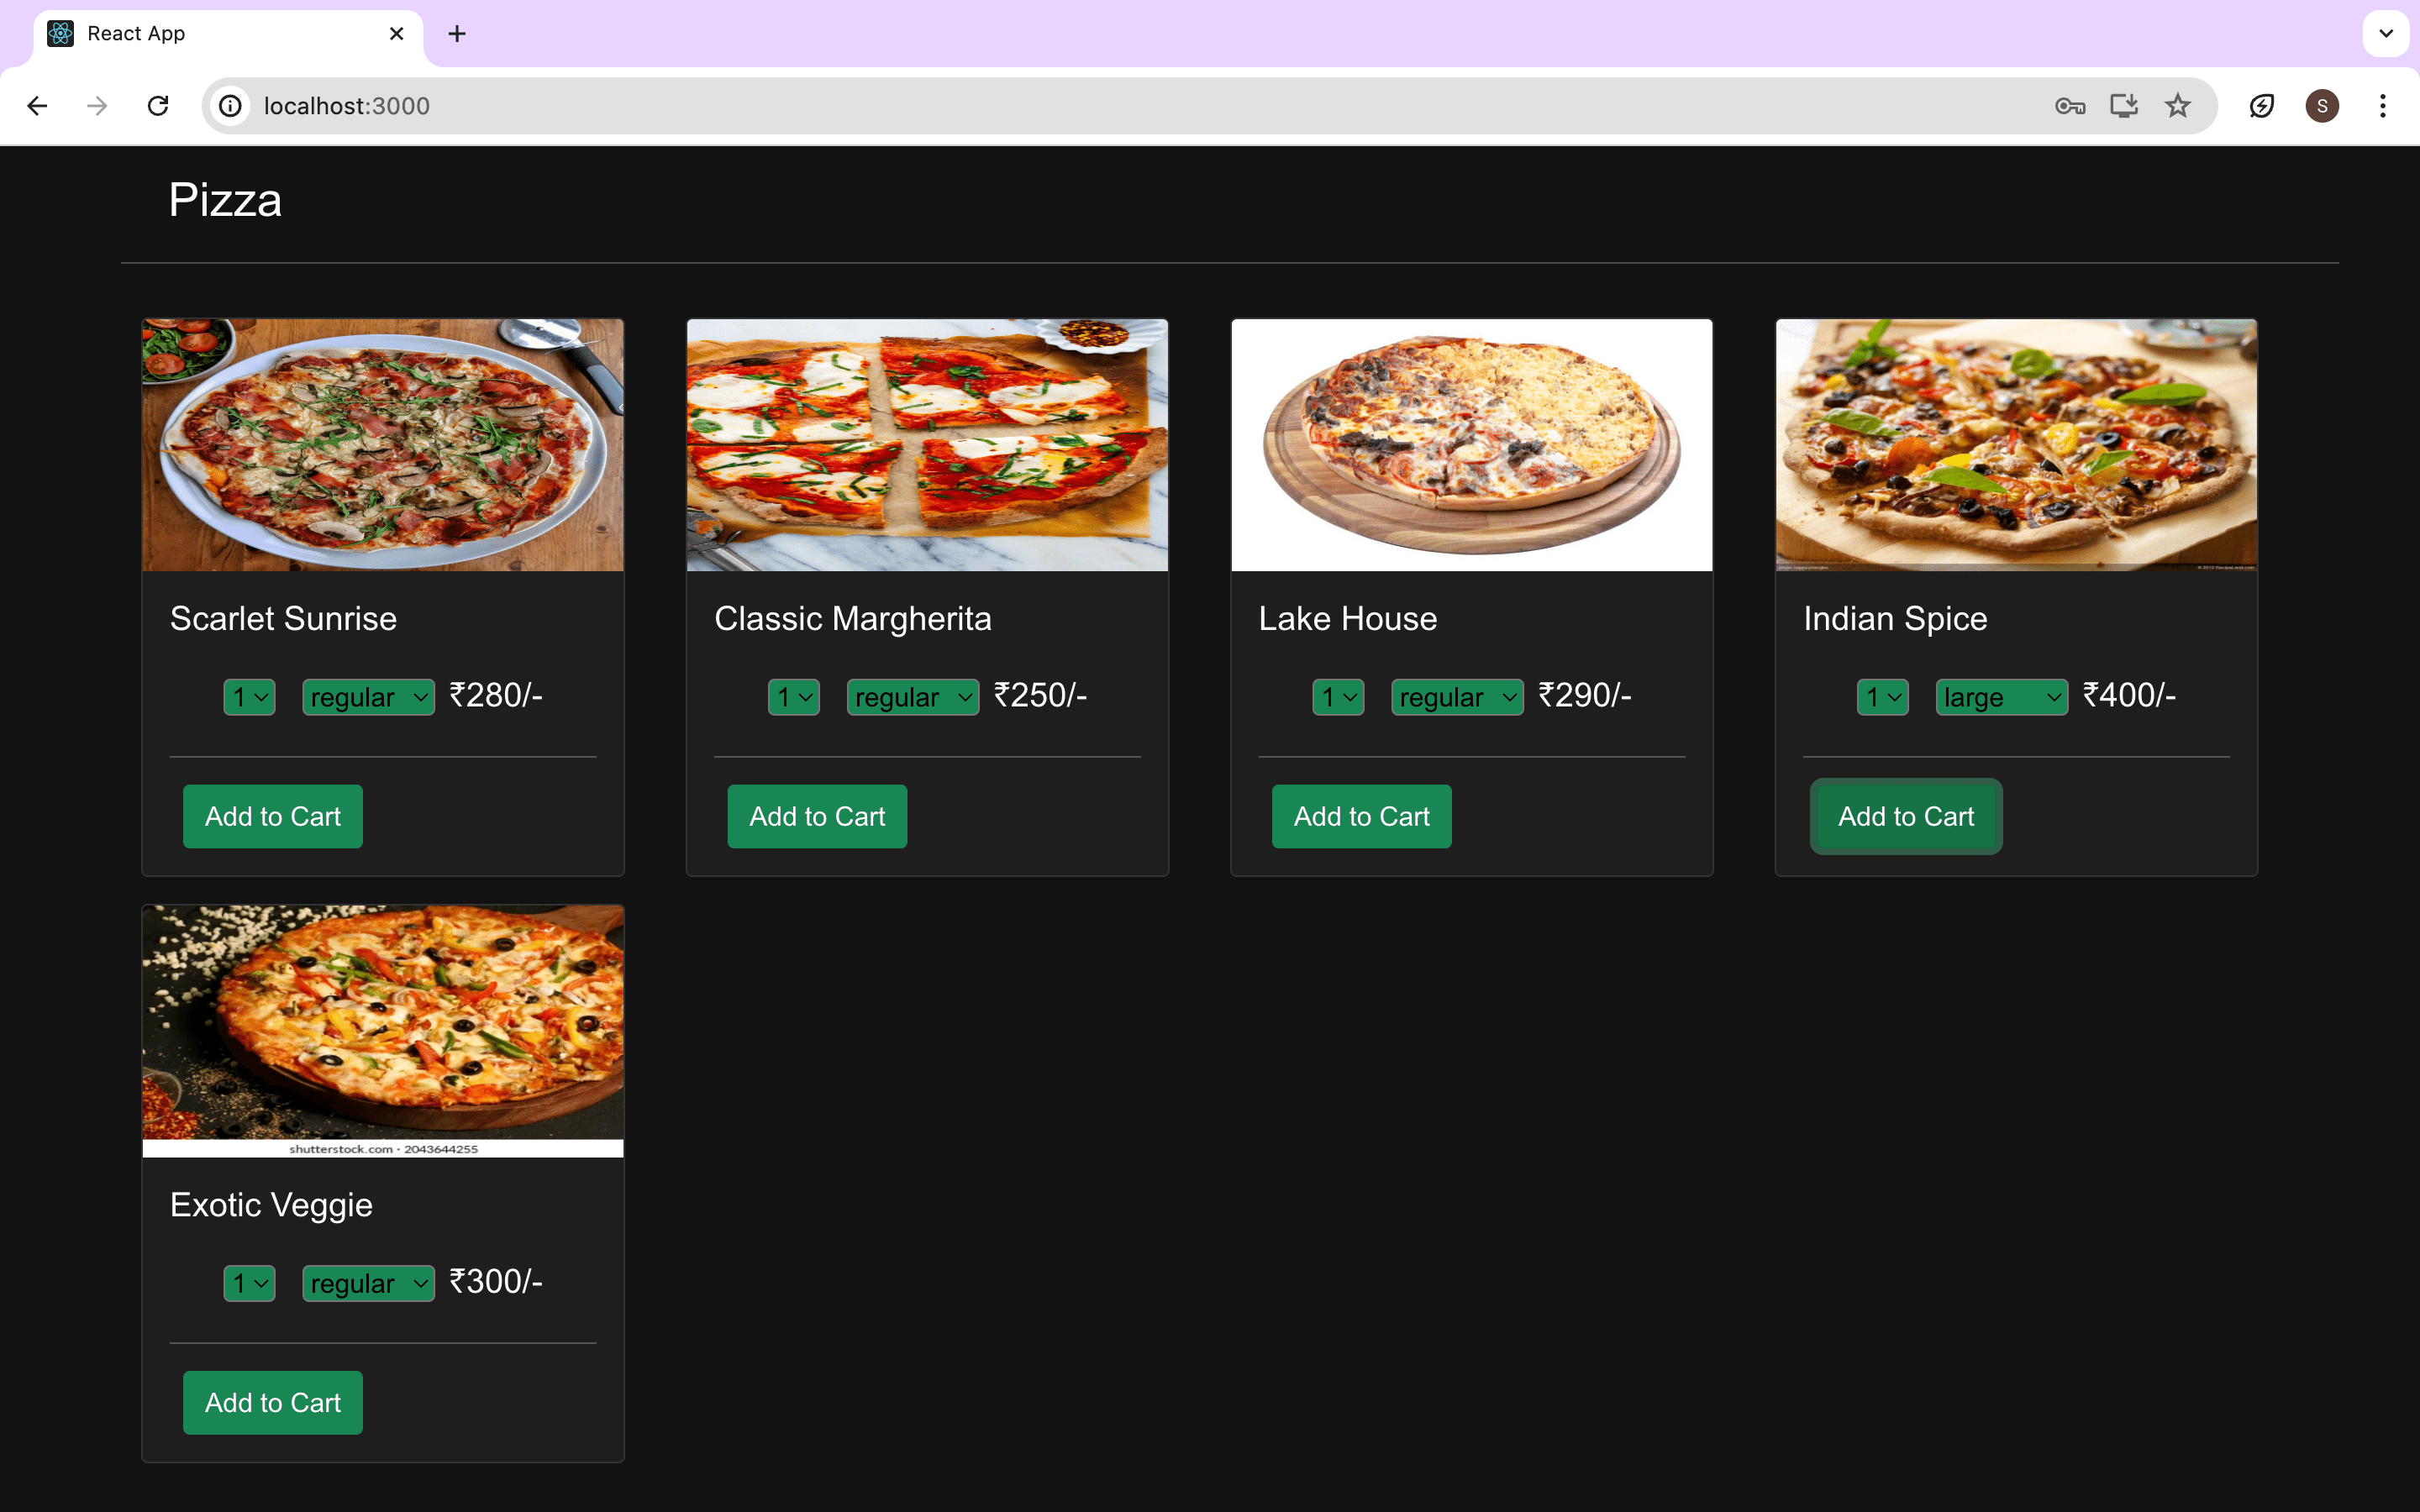 React App
localhost:3000
S
Pizza
Scarlet Sunrise
1 regular ₹280/-
Add to Cart
Classic Margherita
1 regular ₹250/-
Add to Cart
Lake House
1 regular ₹290/-
Add to Cart
Indian Spice
1 large ₹400/-
Add to Cart
shutterstock.com • 2043644255
Exotic Veggie
1 regular ₹300/-
Add to Cart